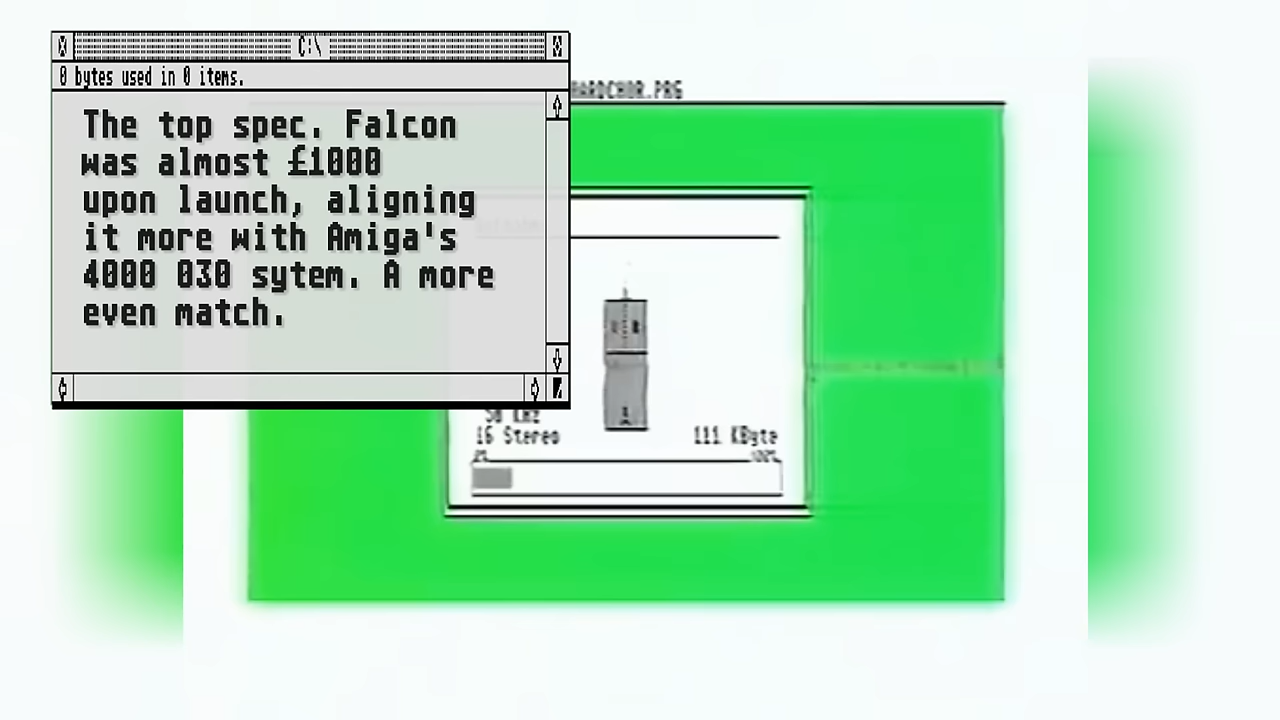 C:\
0 bytes used in 0 items.
HARDCHOR.PRG
The top spec. Falcon
was almost £1000
upon launch, aligning
it more with Amiga's
4000 030 sytem. A more
even match.
16 Stereo
111 KByte